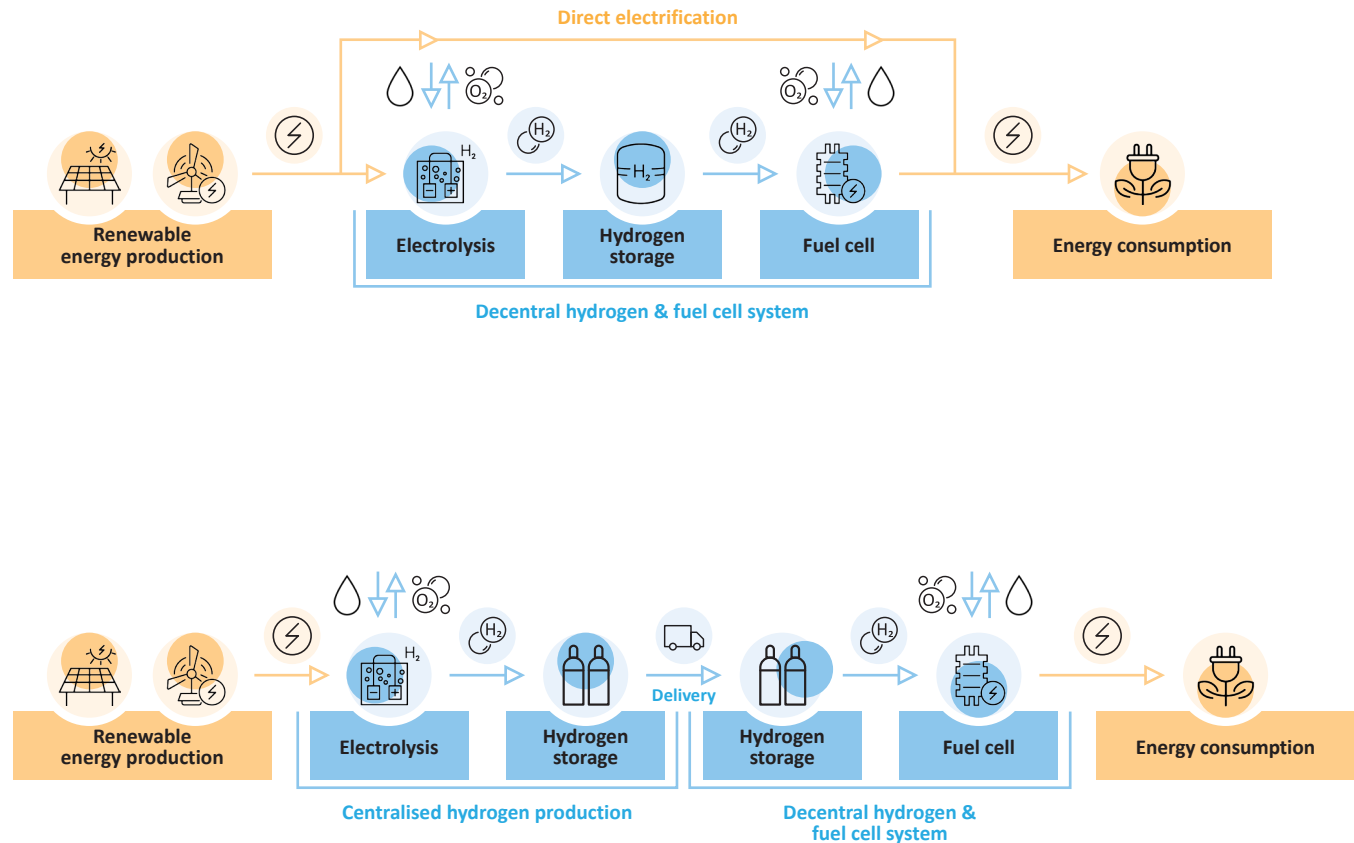 Direct electrification
O₂
O₂
H₂
H₂
H₂
H₂
Renewable
energy production
Electrolysis
Hydrogen
storage
Fuel cell
Energy consumption
Decentral hydrogen & fuel cell system
O₂
O₂
H₂
H₂
H₂
Delivery
Renewable
energy production
Electrolysis
Hydrogen
storage
Hydrogen
storage
Fuel cell
Energy consumption
Centralised hydrogen production
Decentral hydrogen &
fuel cell system